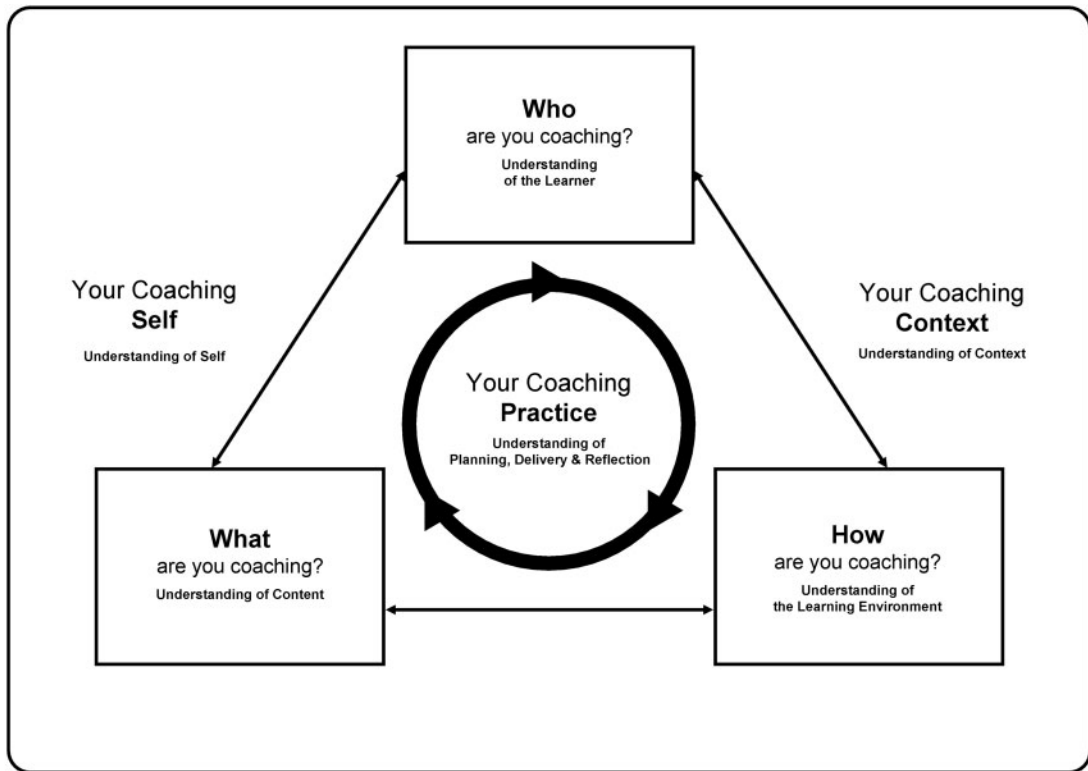 Who
are you coaching?
Understanding
of the Learner
Your Coaching
Self
Understanding of Self
Your Coaching
Context
Understanding of Context
Your Coaching
Practice
Understanding of
Planning, Delivery & Reflection
What
are you coaching?
Understanding of Content
How
are you coaching?
Understanding of
the Learning Environment